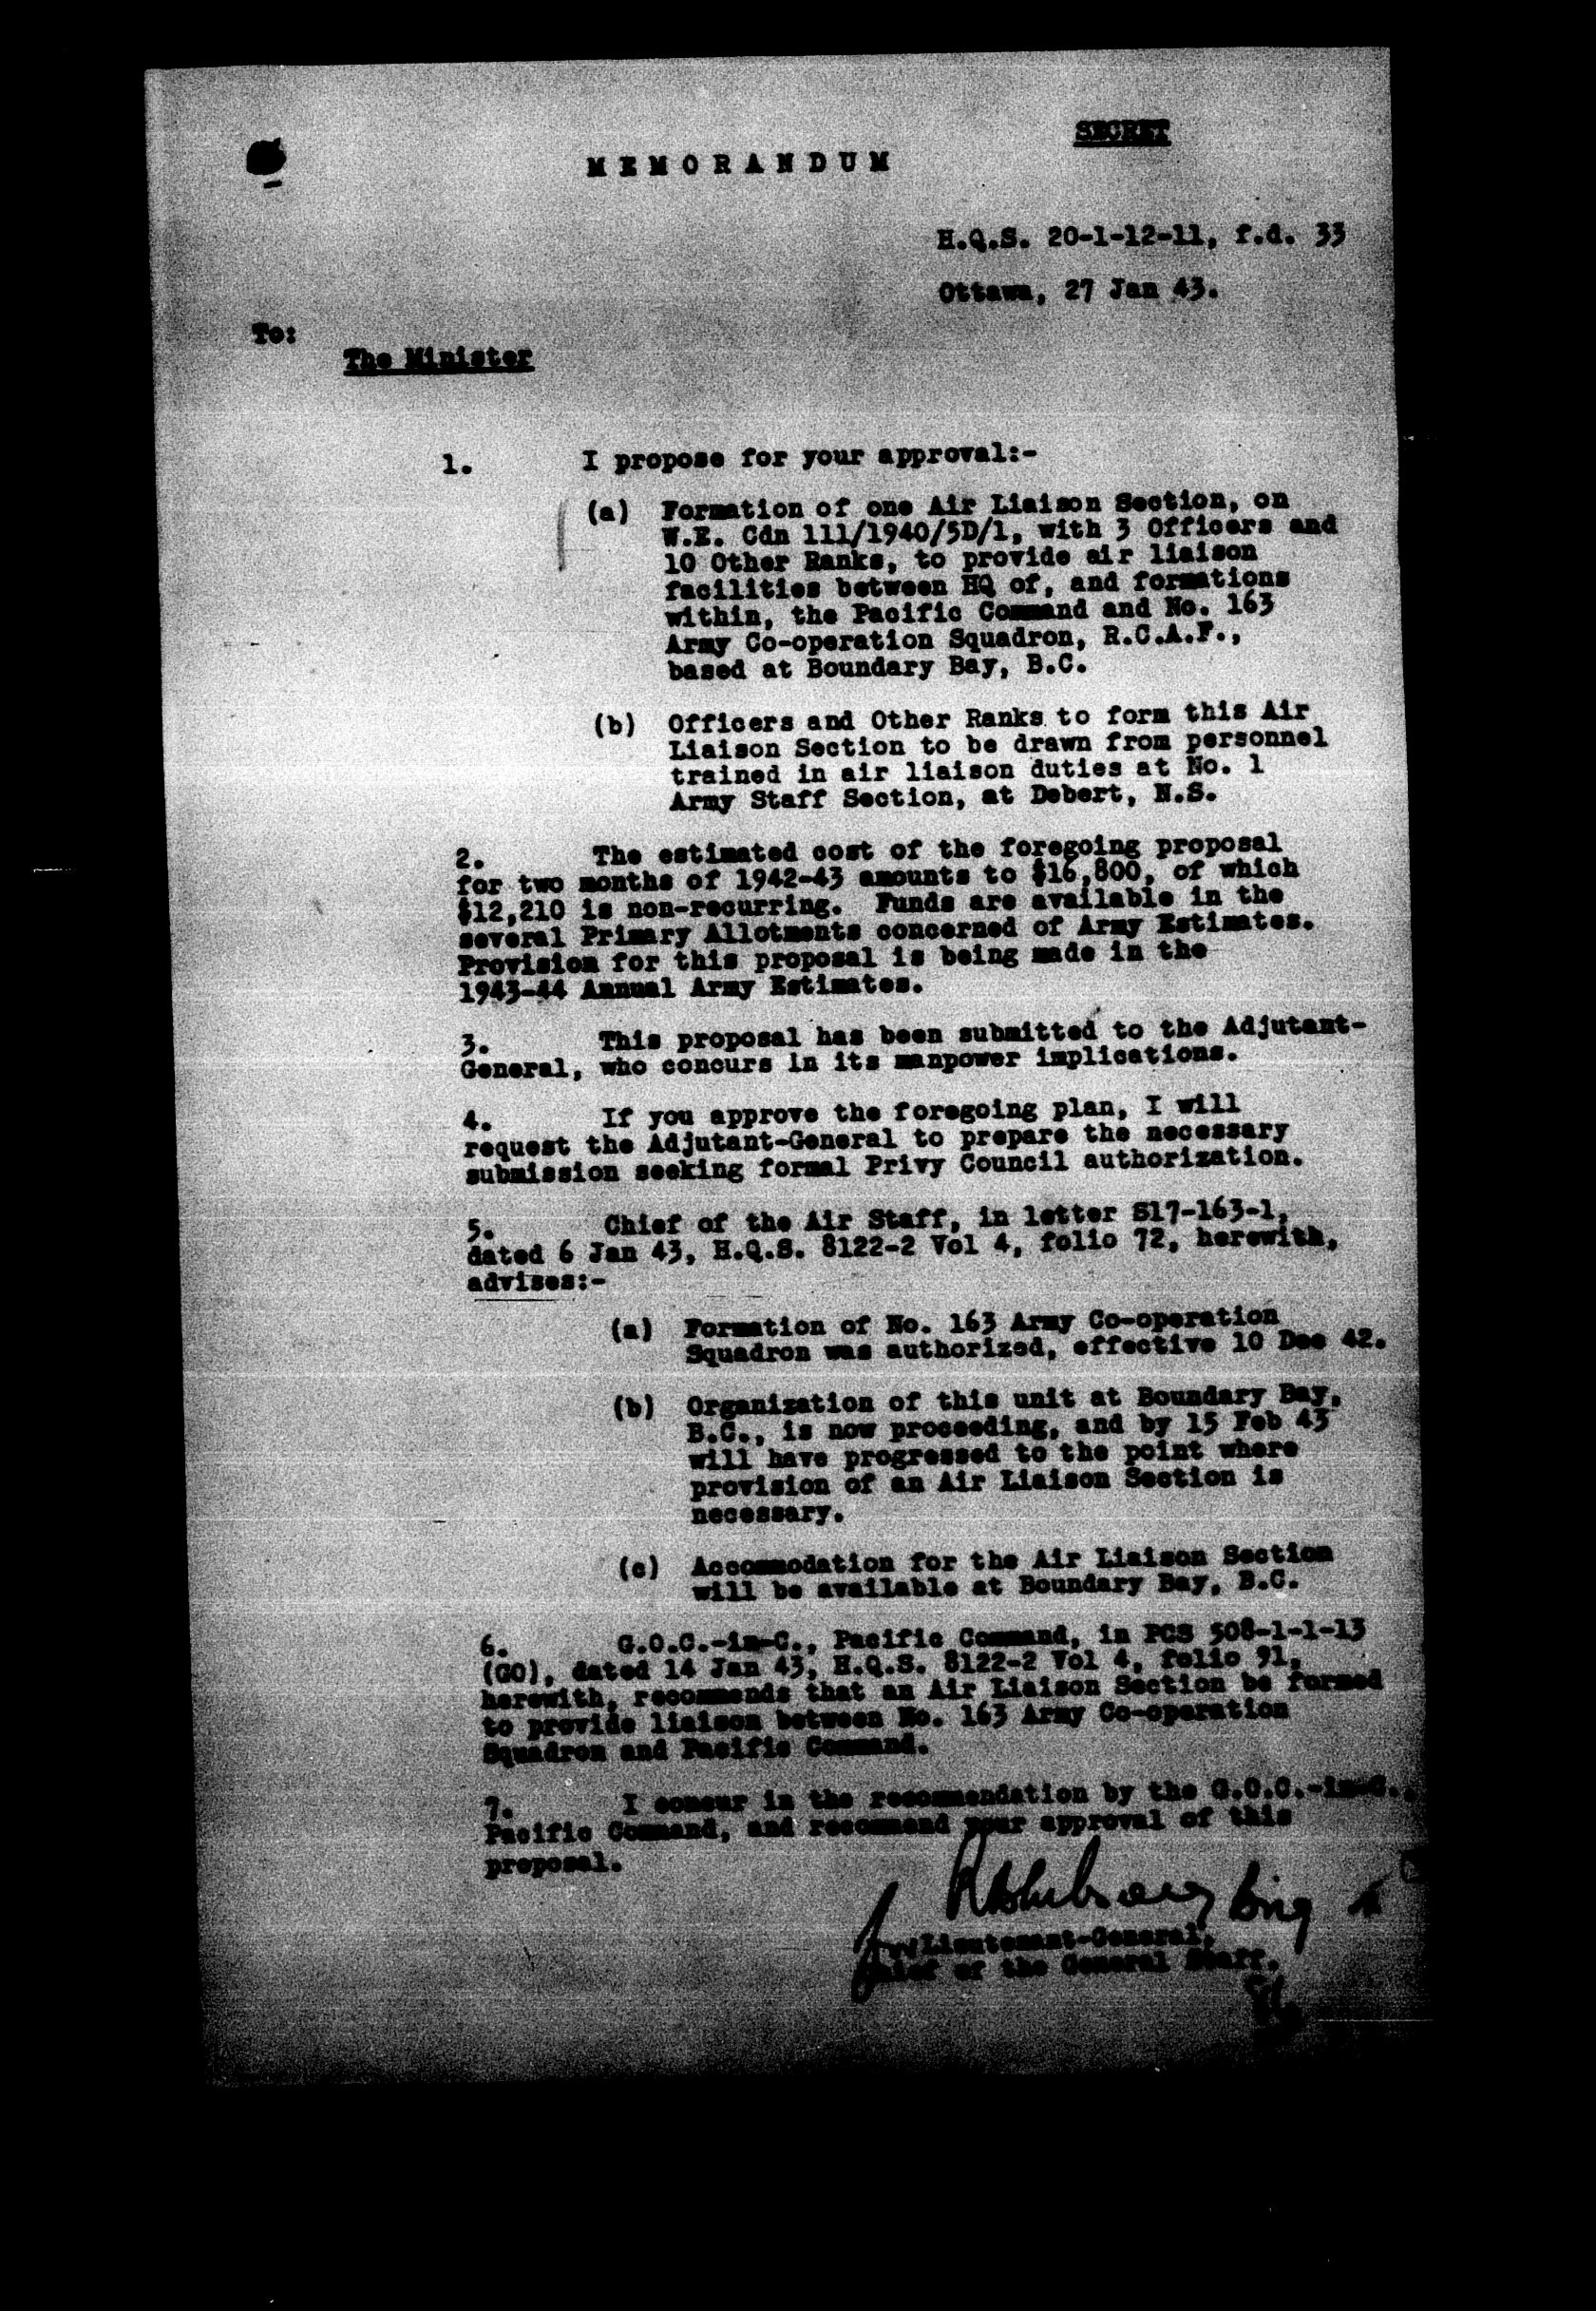 SECRET
MEMORANDUM
H.Q.S. 20-1-12-11, f.d. 33
Ottawa, 27 Jan 43.
To:
The Minister
1. I propose for your approval:-
(a) Formation of one Air Liaison Section, on
W.E. Cdn 111/1940/5D/1, with 3 Officers and
10 Other Ranks, to provide air liaison
facilities between HQ of, and formations
within, the Pacific Command and No. 163
Army Co-operation Squadron, R.C.A.F.,
based at Boundary Bay, B.C.
(b) Officers and Other Ranks to form this Air
Liaison Section to be drawn from personnel
trained in air liaison duties at No. 1
Army Staff Section, at Debert, N.S.
2. The estimated cost of the foregoing proposal
for two months of 1942-43 amounts to $16,800, of which
$12,210 is non-recurring. Funds are available in the
several Primary Allotments concerned of Army Estimates.
Provision for this proposal is being made in the
1943-44 Annual Army Estimates.
3. This proposal has been submitted to the Adjutant-
General, who concurs in its manpower implications.
4. If you approve the foregoing plan, I will
request the Adjutant-General to prepare the necessary
submission seeking formal Privy Council authorization.
5. Chief of the Air Staff, in letter S17-163-1,
dated 6 Jan 43, H.Q.S. 8122-2 Vol 4, folio 72, herewith,
advises:-
(a) Formation of No. 163 Army Co-operation
Squadron was authorized, effective 10 Dec 42.
(b) Organization of this unit at Boundary Bay,
B.C., is now proceeding, and by 15 Feb 43
will have progressed to the point where
provision of an Air Liaison Section is
necessary.
(c) Accommodation for the Air Liaison Section
will be available at Boundary Bay, B.C.
6. G.O.C.-in-C., Pacific Command, in PCS 508-1-1-13
(GO), dated 14 Jan 43, H.Q.S. 8122-2 Vol 4, folio 91,
herewith, recommends that an Air Liaison Section be formed
to provide liaison between No. 163 Army Co-operation
Squadron and Pacific Command.
7. I concur in the recommendation by the G.O.C.-in-C.,
Pacific Command, and recommend your approval of this
proposal.
Lieutenant-General,
Chief of the General Staff.